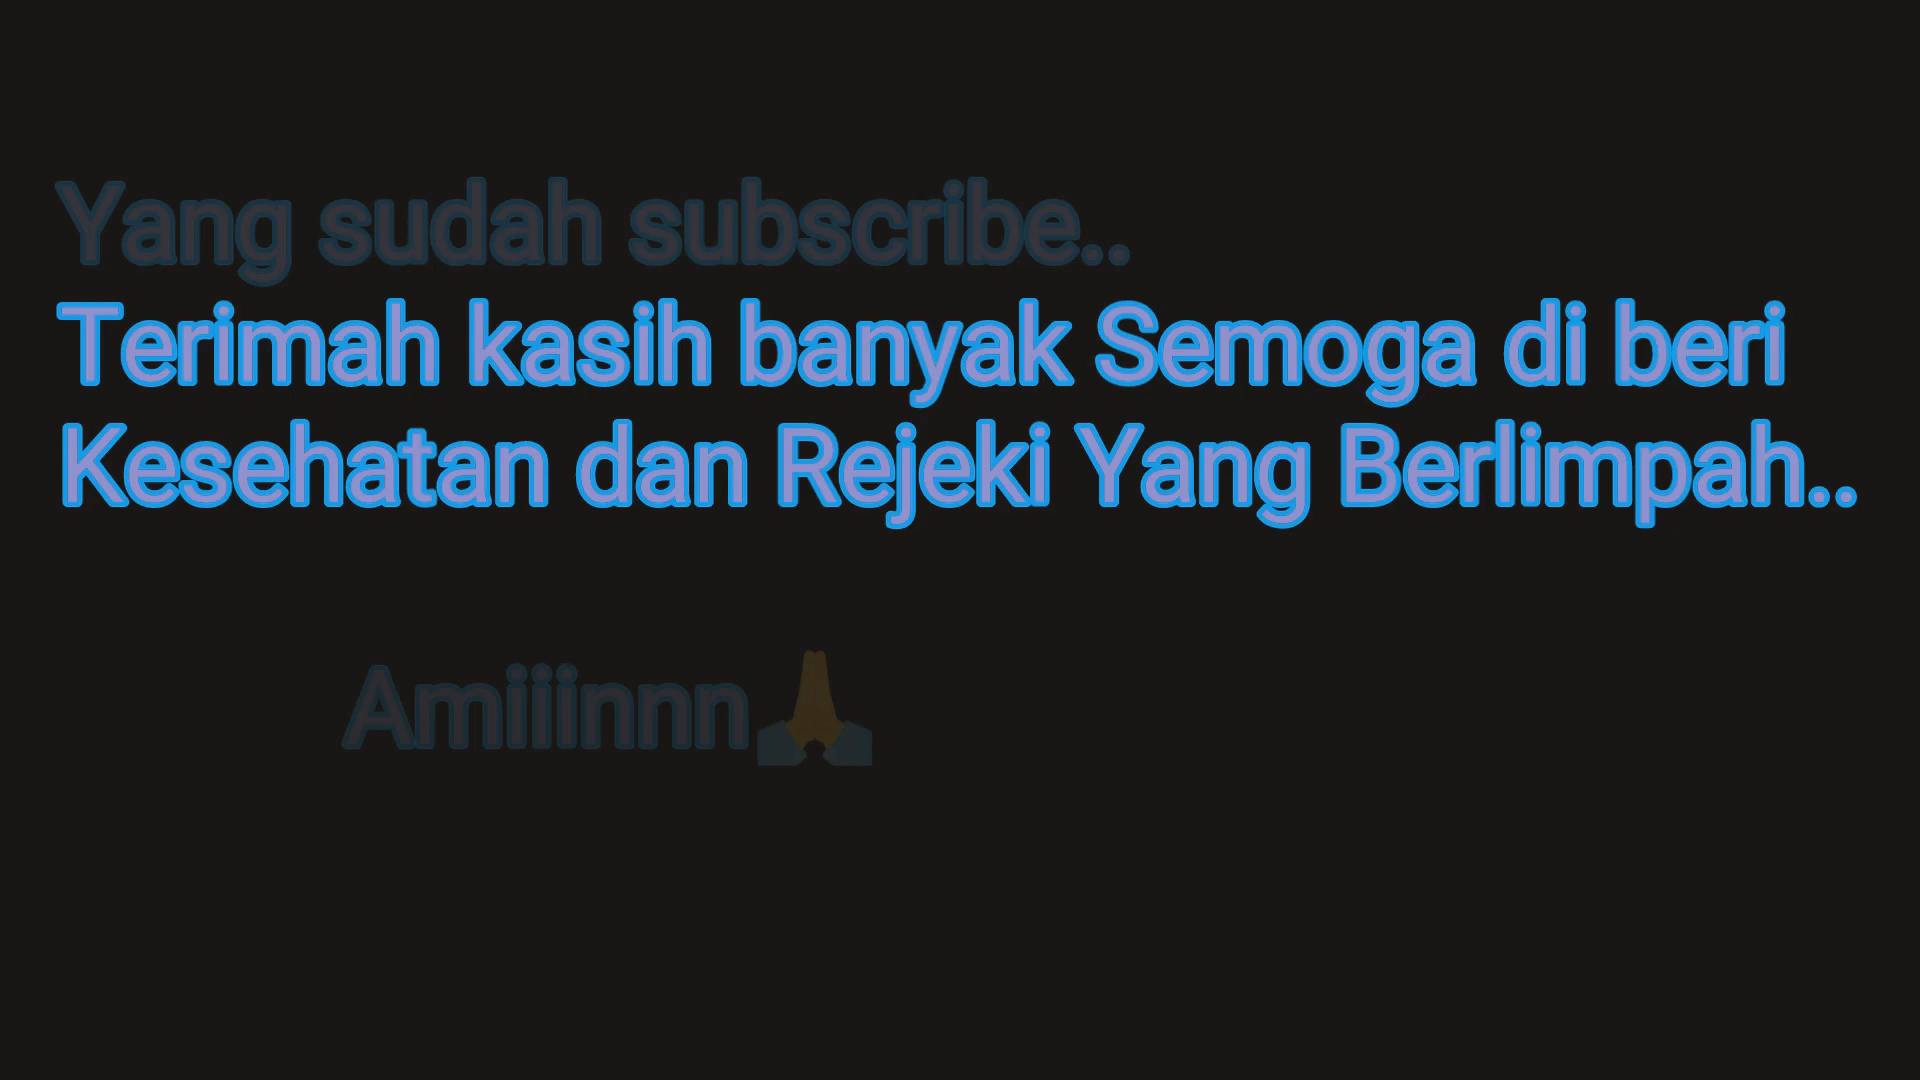 Yang sudah subscribe..
Terimah kasih banyak Semoga di beri
Kesehatan dan Rejeki Yang Berlimpah..
Amiiinnn🙏